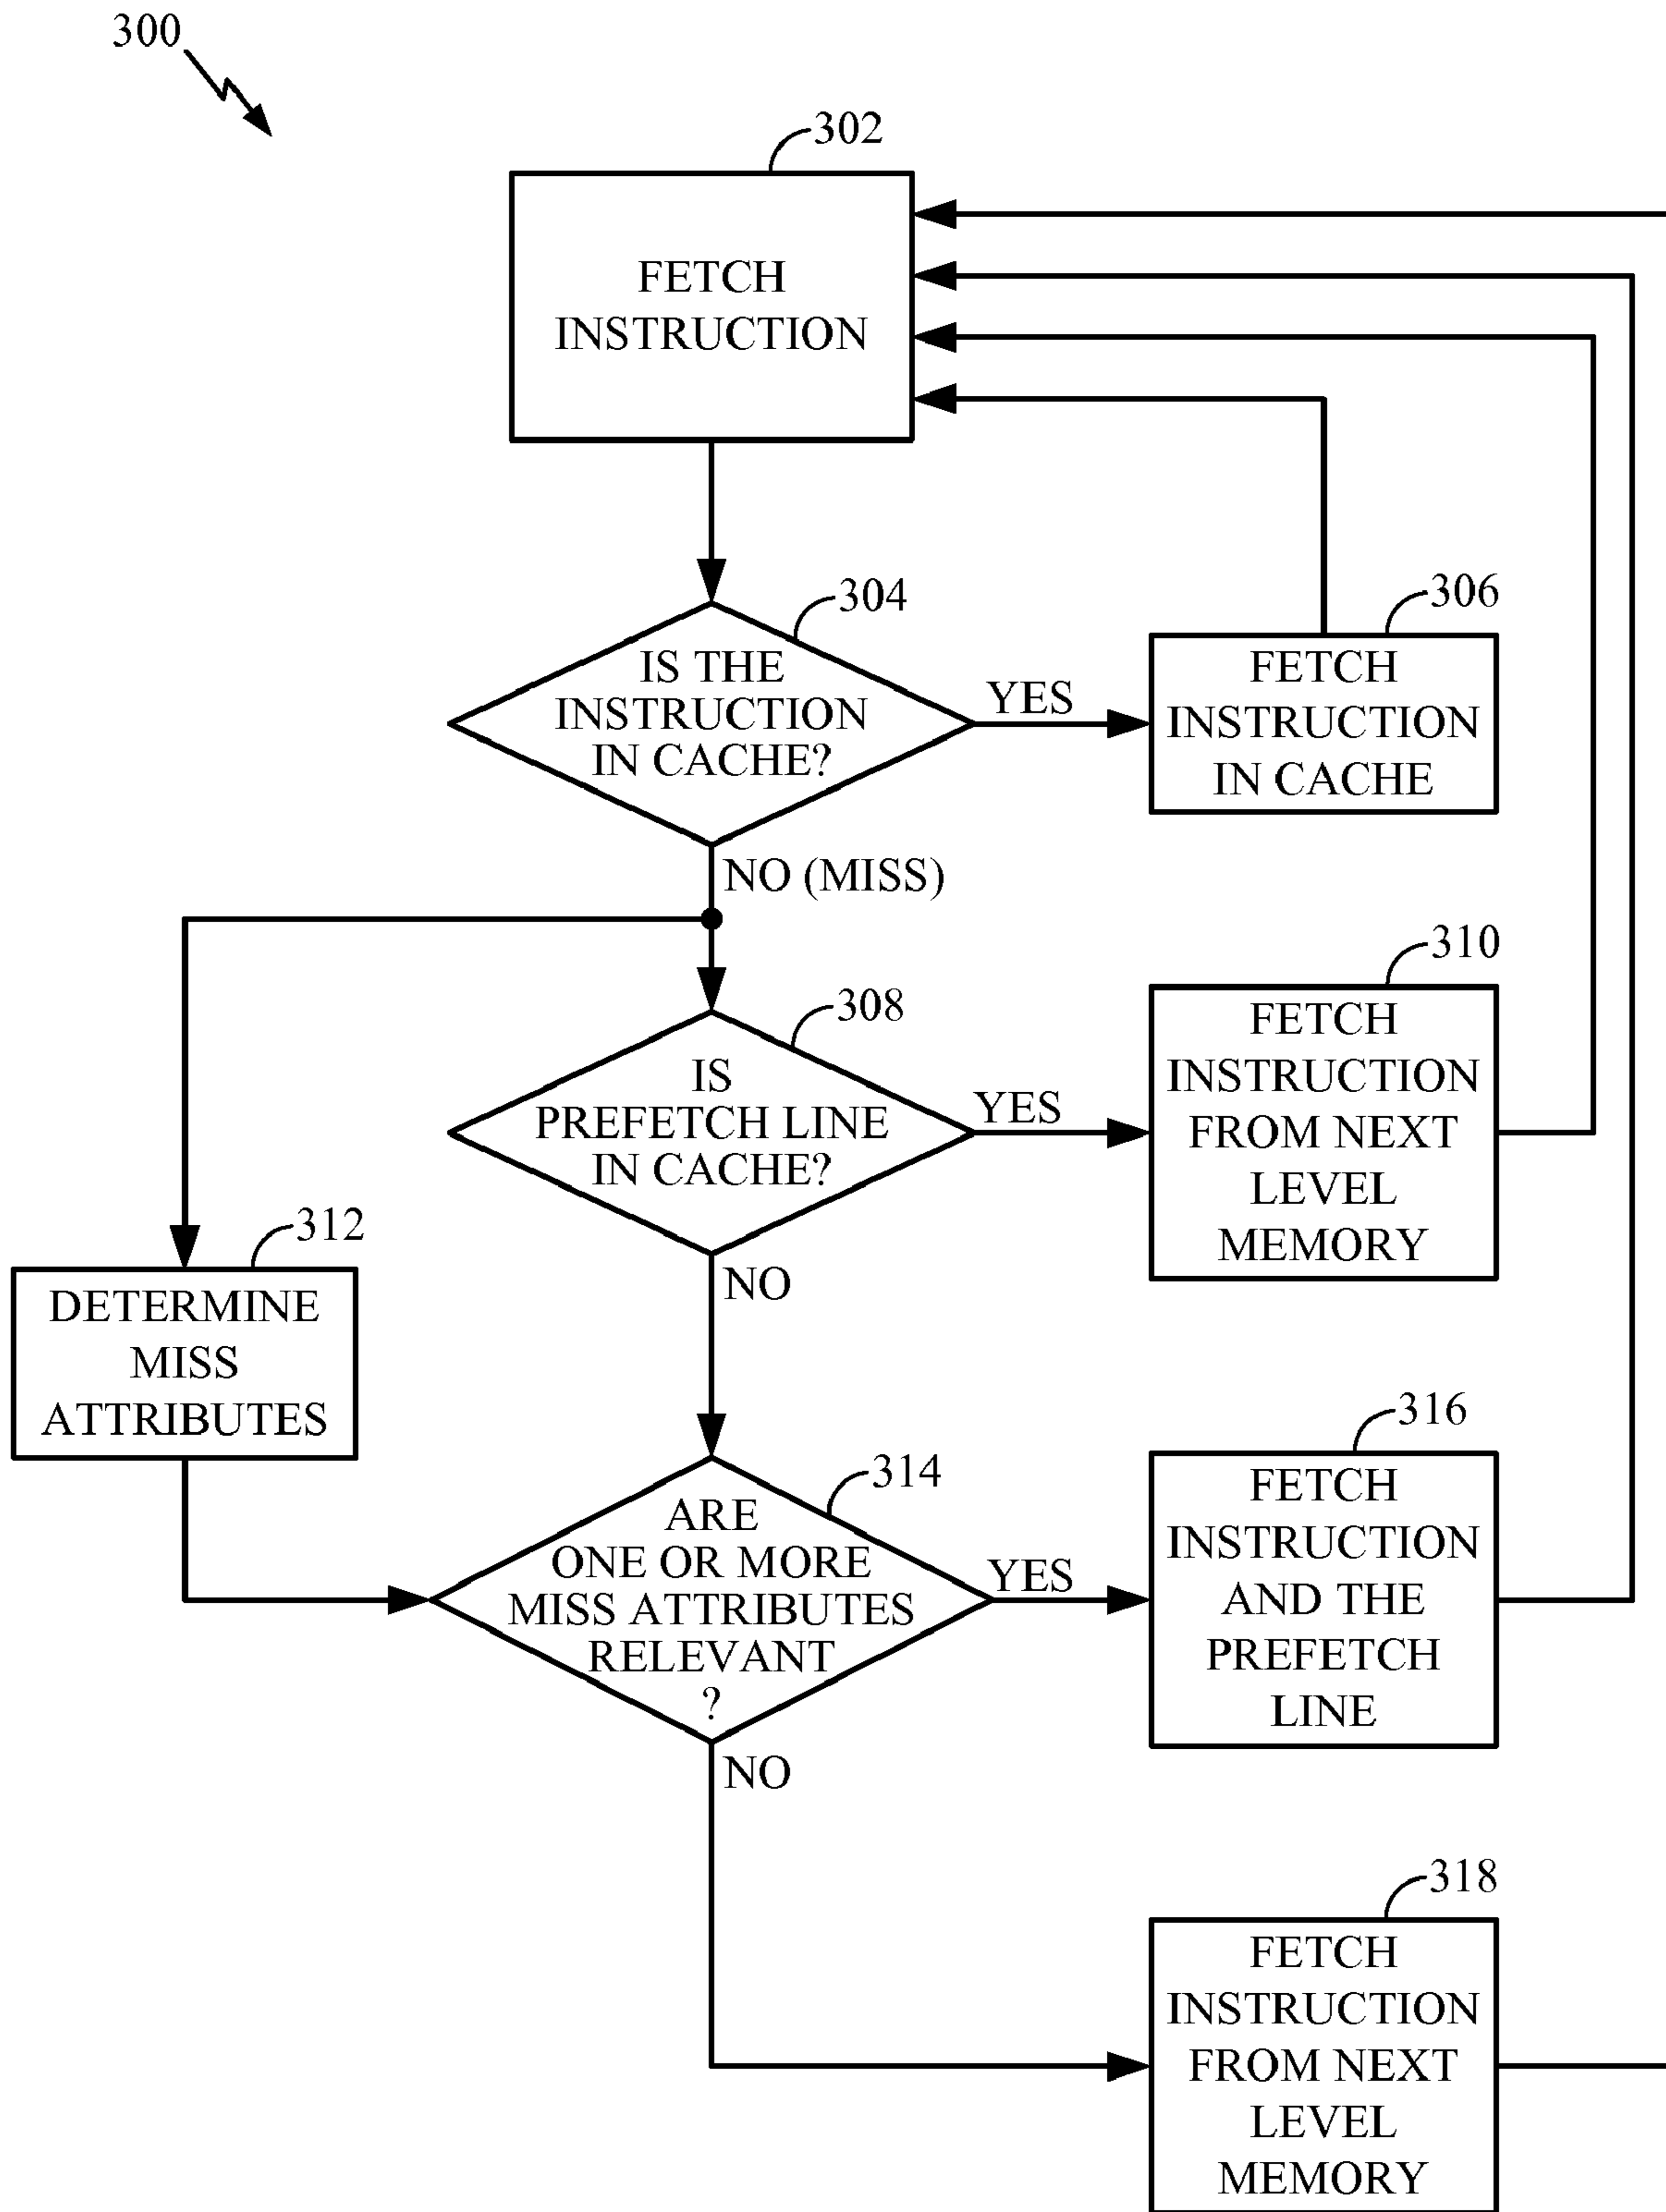 300
302
FETCH
INSTRUCTION
304
IS THE
INSTRUCTION
IN CACHE?
YES
306
FETCH
INSTRUCTION
IN CACHE
NO (MISS)
308
IS
PREFETCH LINE
IN CACHE?
YES
310
FETCH
INSTRUCTION
FROM NEXT
LEVEL
MEMORY
NO
312
DETERMINE
MISS
ATTRIBUTES
314
ARE
ONE OR MORE
MISS ATTRIBUTES
RELEVANT
?
YES
316
FETCH
INSTRUCTION
AND THE
PREFETCH
LINE
NO
318
FETCH
INSTRUCTION
FROM NEXT
LEVEL
MEMORY